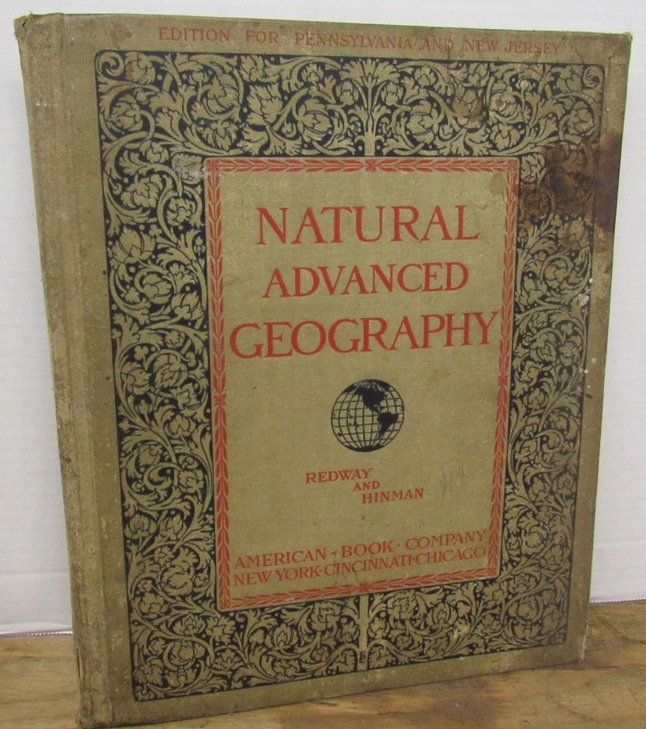 EDITION FOR PENNSYLVANIA AND NEW JERSEY
NATURAL
ADVANCED
GEOGRAPHY
REDWAY
AND
HINMAN
AMERICAN · BOOK · COMPANY
NEW YORK · CINCINNATI · CHICAGO